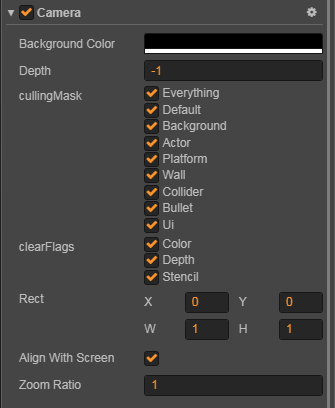 Camera
Background Color
Depth -1
cullingMask Everything
Default
Background
Actor
Platform
Wall
Collider
Bullet
Ui
clearFlags Color
Depth
Stencil
Rect X 0 Y 0
W 1 H 1
Align With Screen
Zoom Ratio 1